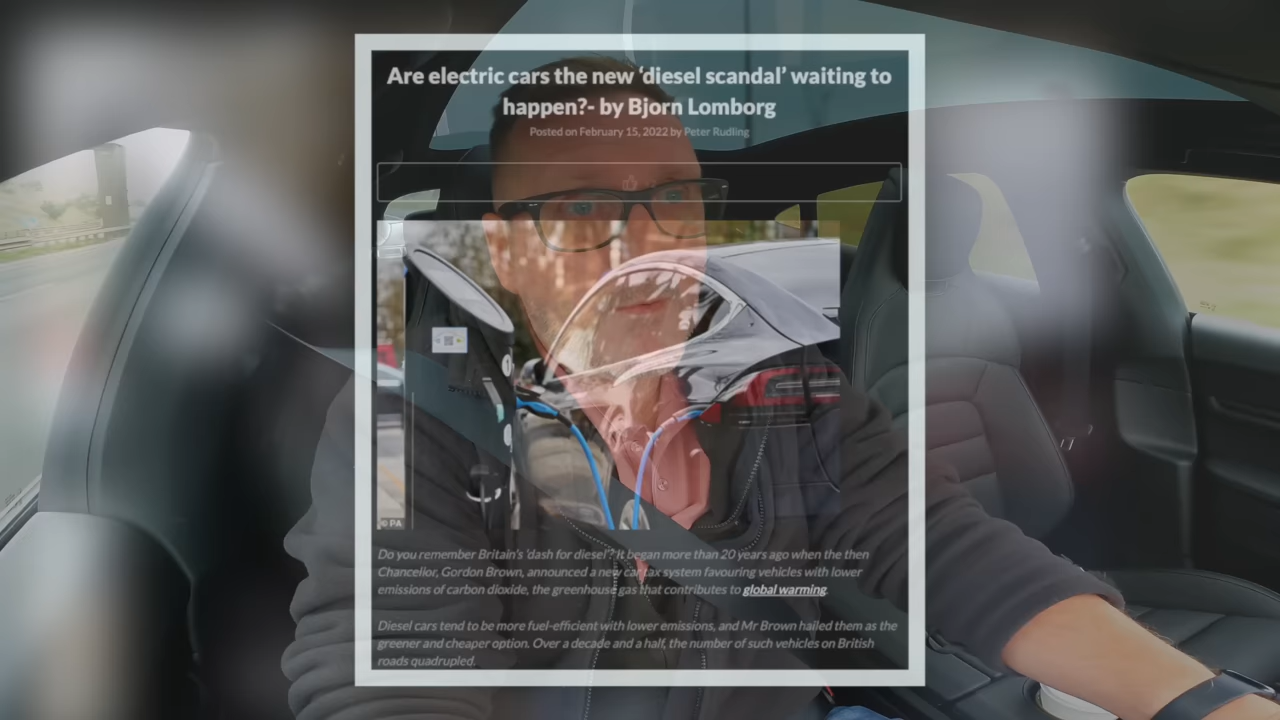 Are electric cars the new ‘diesel scandal’ waiting to
happen?- by Bjorn Lomborg
Posted on February 15, 2022 by Peter Rudling
© PA
Do you remember Britain’s ‘dash for diesel’? It began more than 20 years ago when the then
Chancellor, Gordon Brown, announced a new car tax system favouring vehicles with lower
emissions of carbon dioxide, the greenhouse gas that contributes to global warming.
Diesel cars tend to be more fuel-efficient with lower emissions, and Mr Brown hailed them as the
greener and cheaper option. Over a decade and a half, the number of such vehicles on British
roads quadrupled.